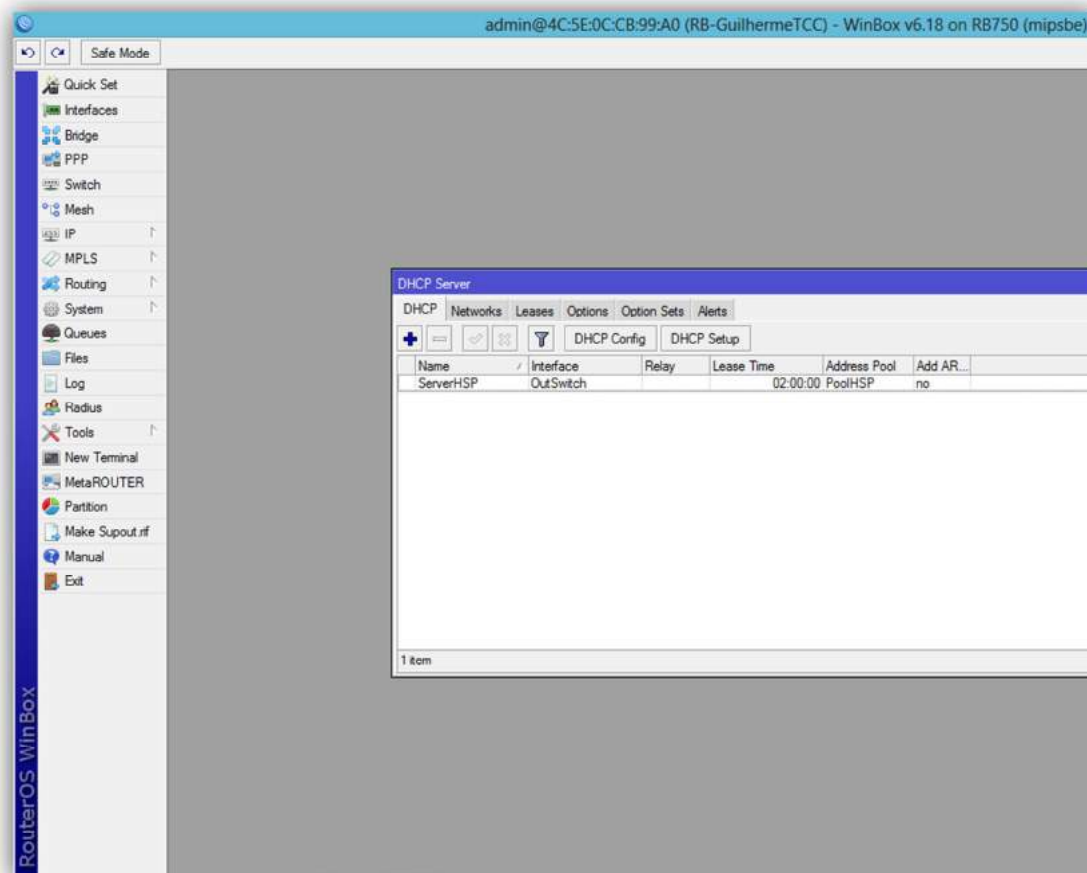 admin@4C:5E:0C:CB:99:A0 (RB-GuilhermeTCC) - WinBox v6.18 on RB750 (mipsbe)
Safe Mode
Quick Set
Interfaces
Bridge
PPP
Switch
Mesh
IP
MPLS
Routing
System
Queues
Files
Log
Radius
Tools
New Terminal
MetaROUTER
Partition
Make Supout.rif
Manual
Exit
RouterOS WinBox
DHCP Server
DHCP Networks Leases Options Option Sets Alerts
DHCP Config DHCP Setup
Name Interface Relay Lease Time Address Pool Add AR...
ServerHSP OutSwitch 02:00:00 PoolHSP no
1 item